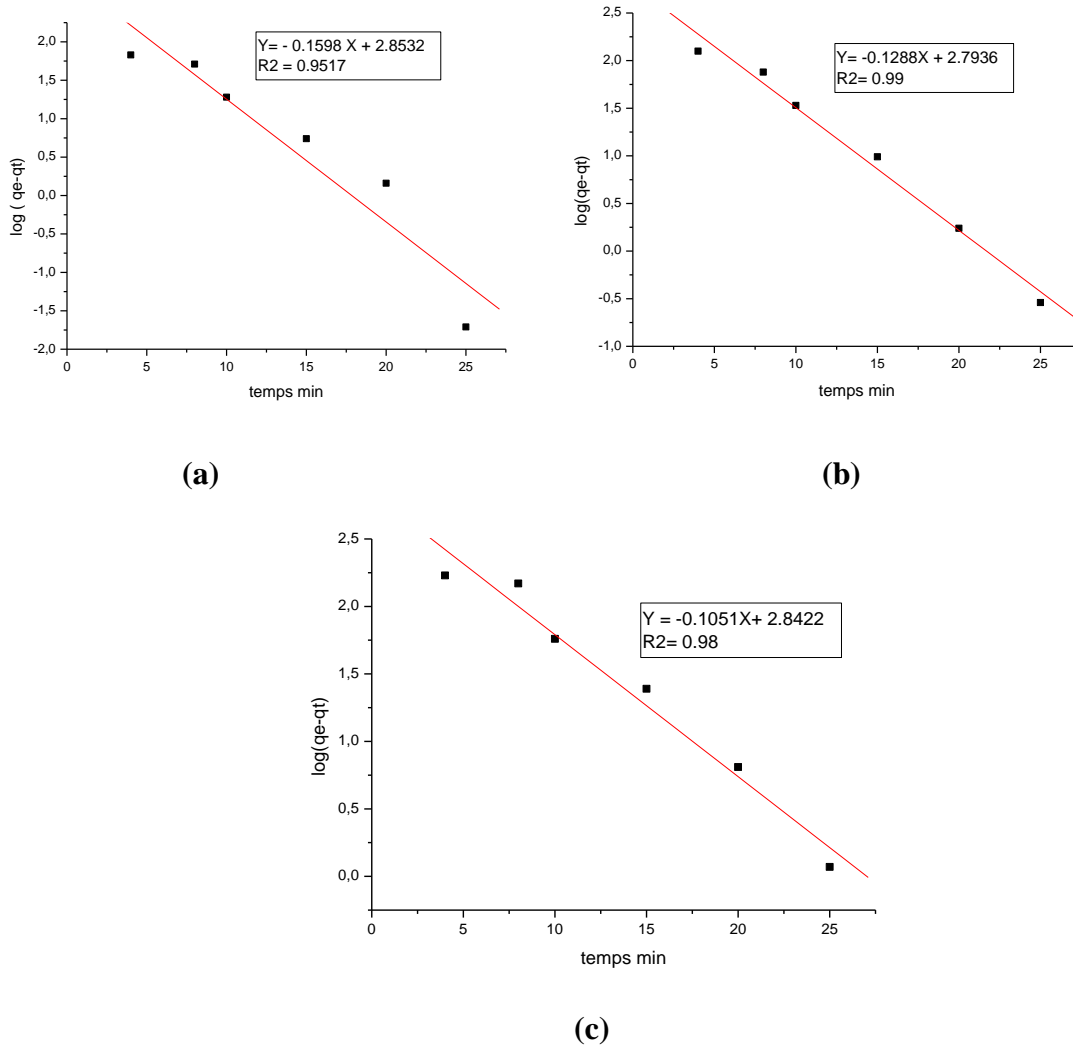 Y= - 0.1598 X + 2.8532
R2 = 0.9517
2,0
1,5
1,0
0,5
0,0
-0,5
-1,0
-1,5
-2,0
log ( qe-qt)
0 5 10 15 20 25
temps min
(a)
Y= -0.1288X + 2.7936
R2= 0.99
2,5
2,0
1,5
1,0
0,5
0,0
-0,5
-1,0
log(qe-qt)
0 5 10 15 20 25
temps min
(b)
Y = -0.1051X+ 2.8422
R2= 0.98
2,5
2,0
1,5
1,0
0,5
0,0
log(qe-qt)
0 5 10 15 20 25
temps min
(c)